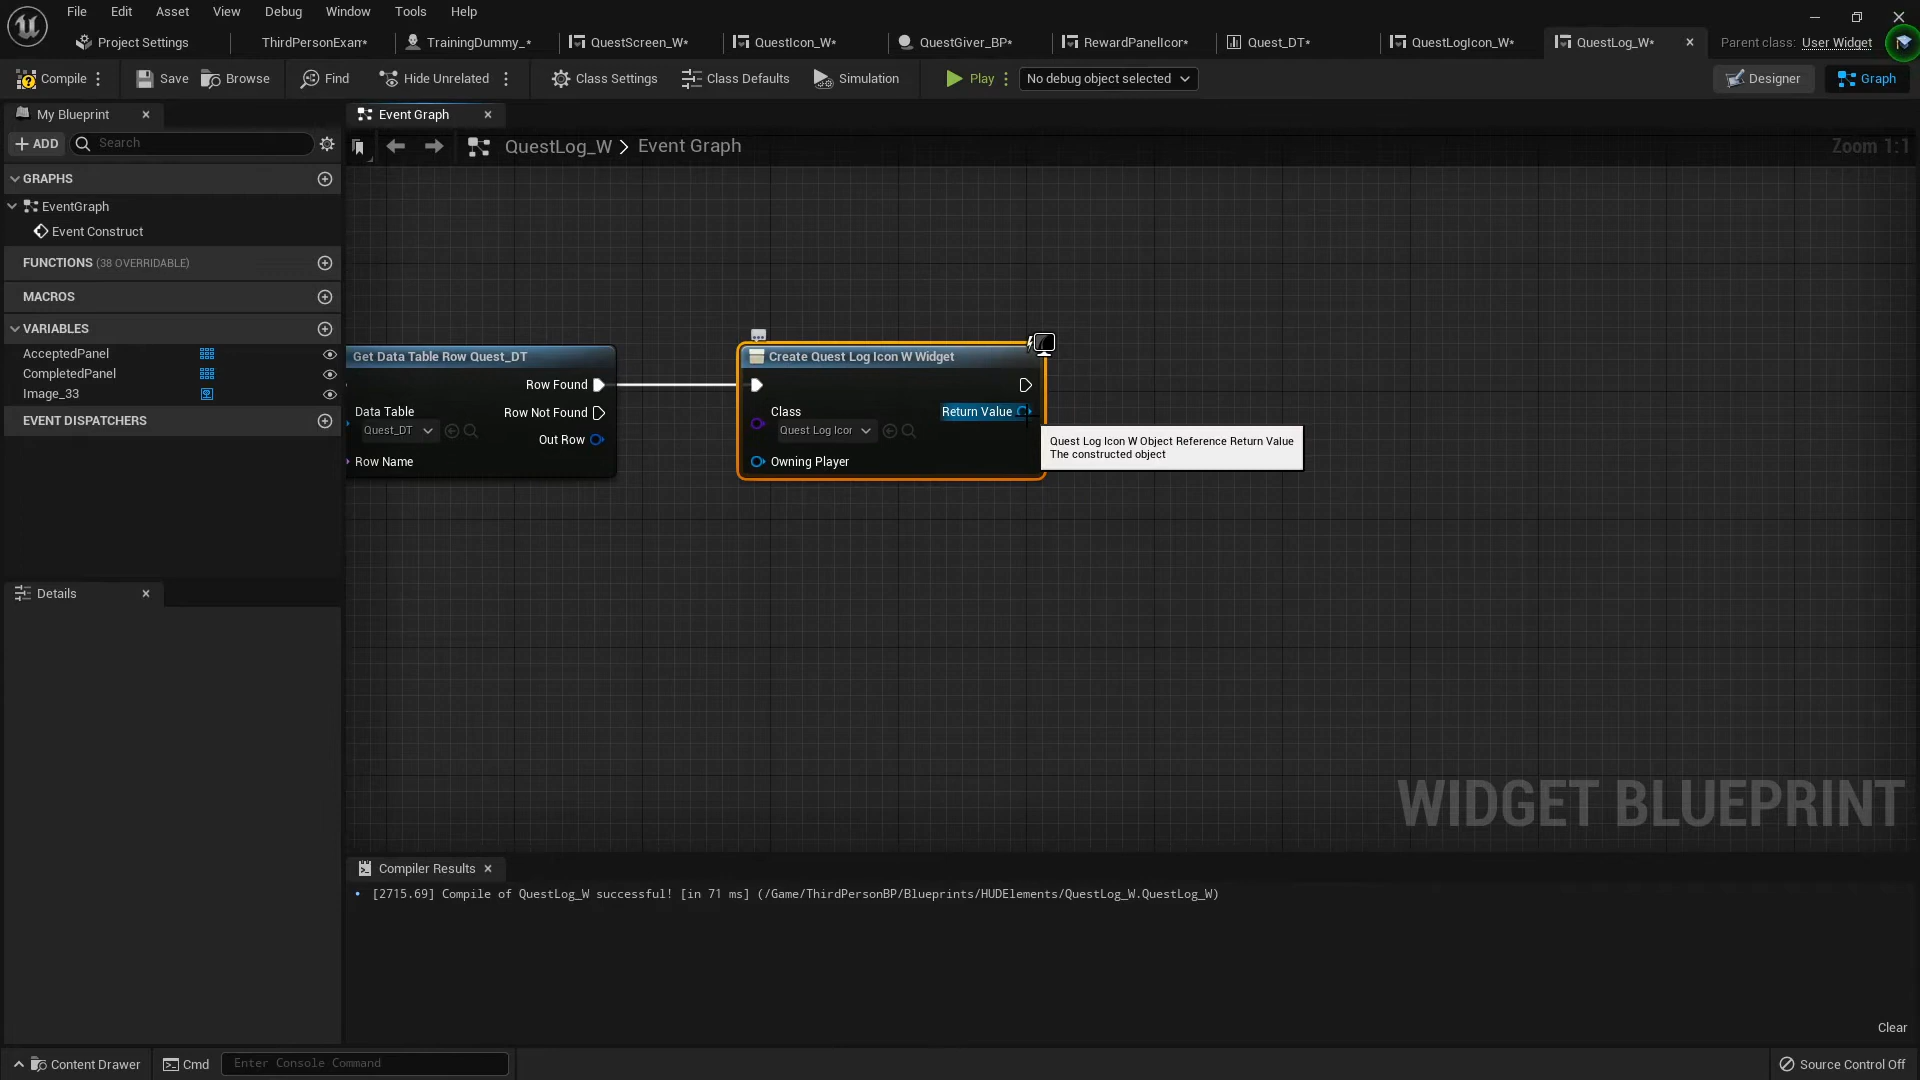 File Edit Asset View Debug Window Tools Help
Project Settings ThirdPersonExam* TrainingDummy_* QuestScreen_W* QuestIcon_W* QuestGiver_BP* RewardPanelIcor* Quest_DT* QuestLogIcon_W* QuestLog_W* Parent class: User Widget
Compile Save Browse Find Hide Unrelated Class Settings Class Defaults Simulation Play No debug object selected Designer Graph
My Blueprint Event Graph
ADD Search QuestLog_W > Event Graph Zoom 1:1
GRAPHS
EventGraph
Event Construct
FUNCTIONS (38 OVERRIDABLE)
MACROS
VARIABLES
AcceptedPanel
CompletedPanel
Image_33
EVENT DISPATCHERS
Get Data Table Row Quest_DT
Row Found
Data Table Row Not Found
Quest_DT
Out Row
Row Name
Create Quest Log Icon W Widget
Class Return Value
Quest Log Icor
Owning Player
Quest Log Icon W Object Reference Return Value
The constructed object
Details
WIDGET BLUEPRINT
Compiler Results
[2715.69] Compile of QuestLog_W successful! [in 71 ms] (/Game/ThirdPersonBP/Blueprints/HUDElements/QuestLog_W.QuestLog_W)
Clear
Content Drawer Cmd Enter Console Command Source Control Off